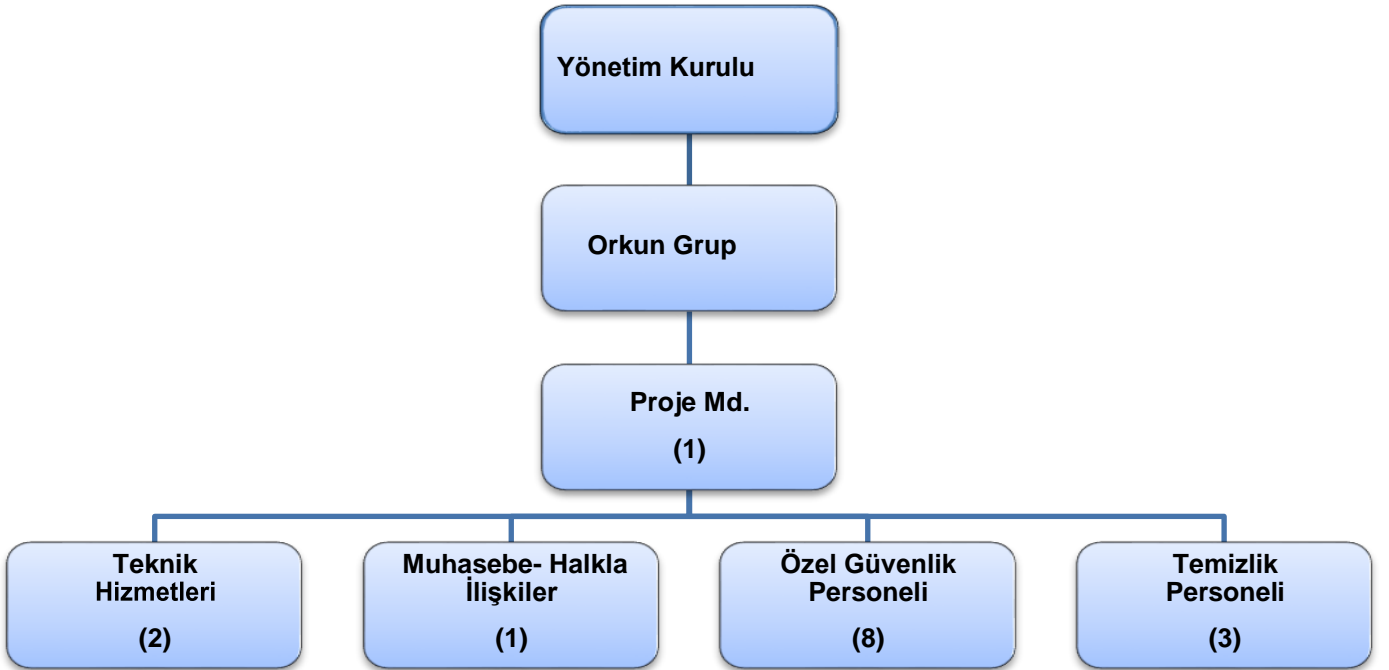 Yönetim Kurulu
Orkun Grup
Proje Md.
(1)
Teknik
Hizmetleri
(2)
Muhasebe- Halkla
İlişkiler
(1)
Özel Güvenlik
Personeli
(8)
Temizlik
Personeli
(3)